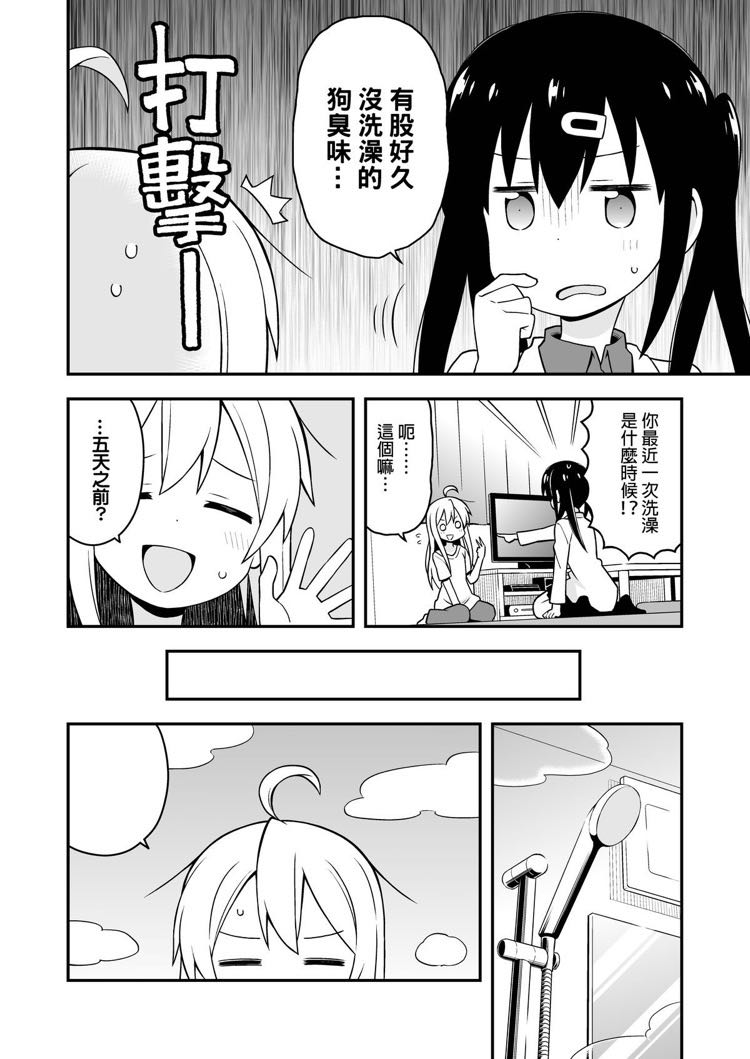 有股好久
沒洗澡的
狗臭味…
打擊—
你最近一次洗澡
是什麼時候!?
呃……
這個嘛…
…五天之前?